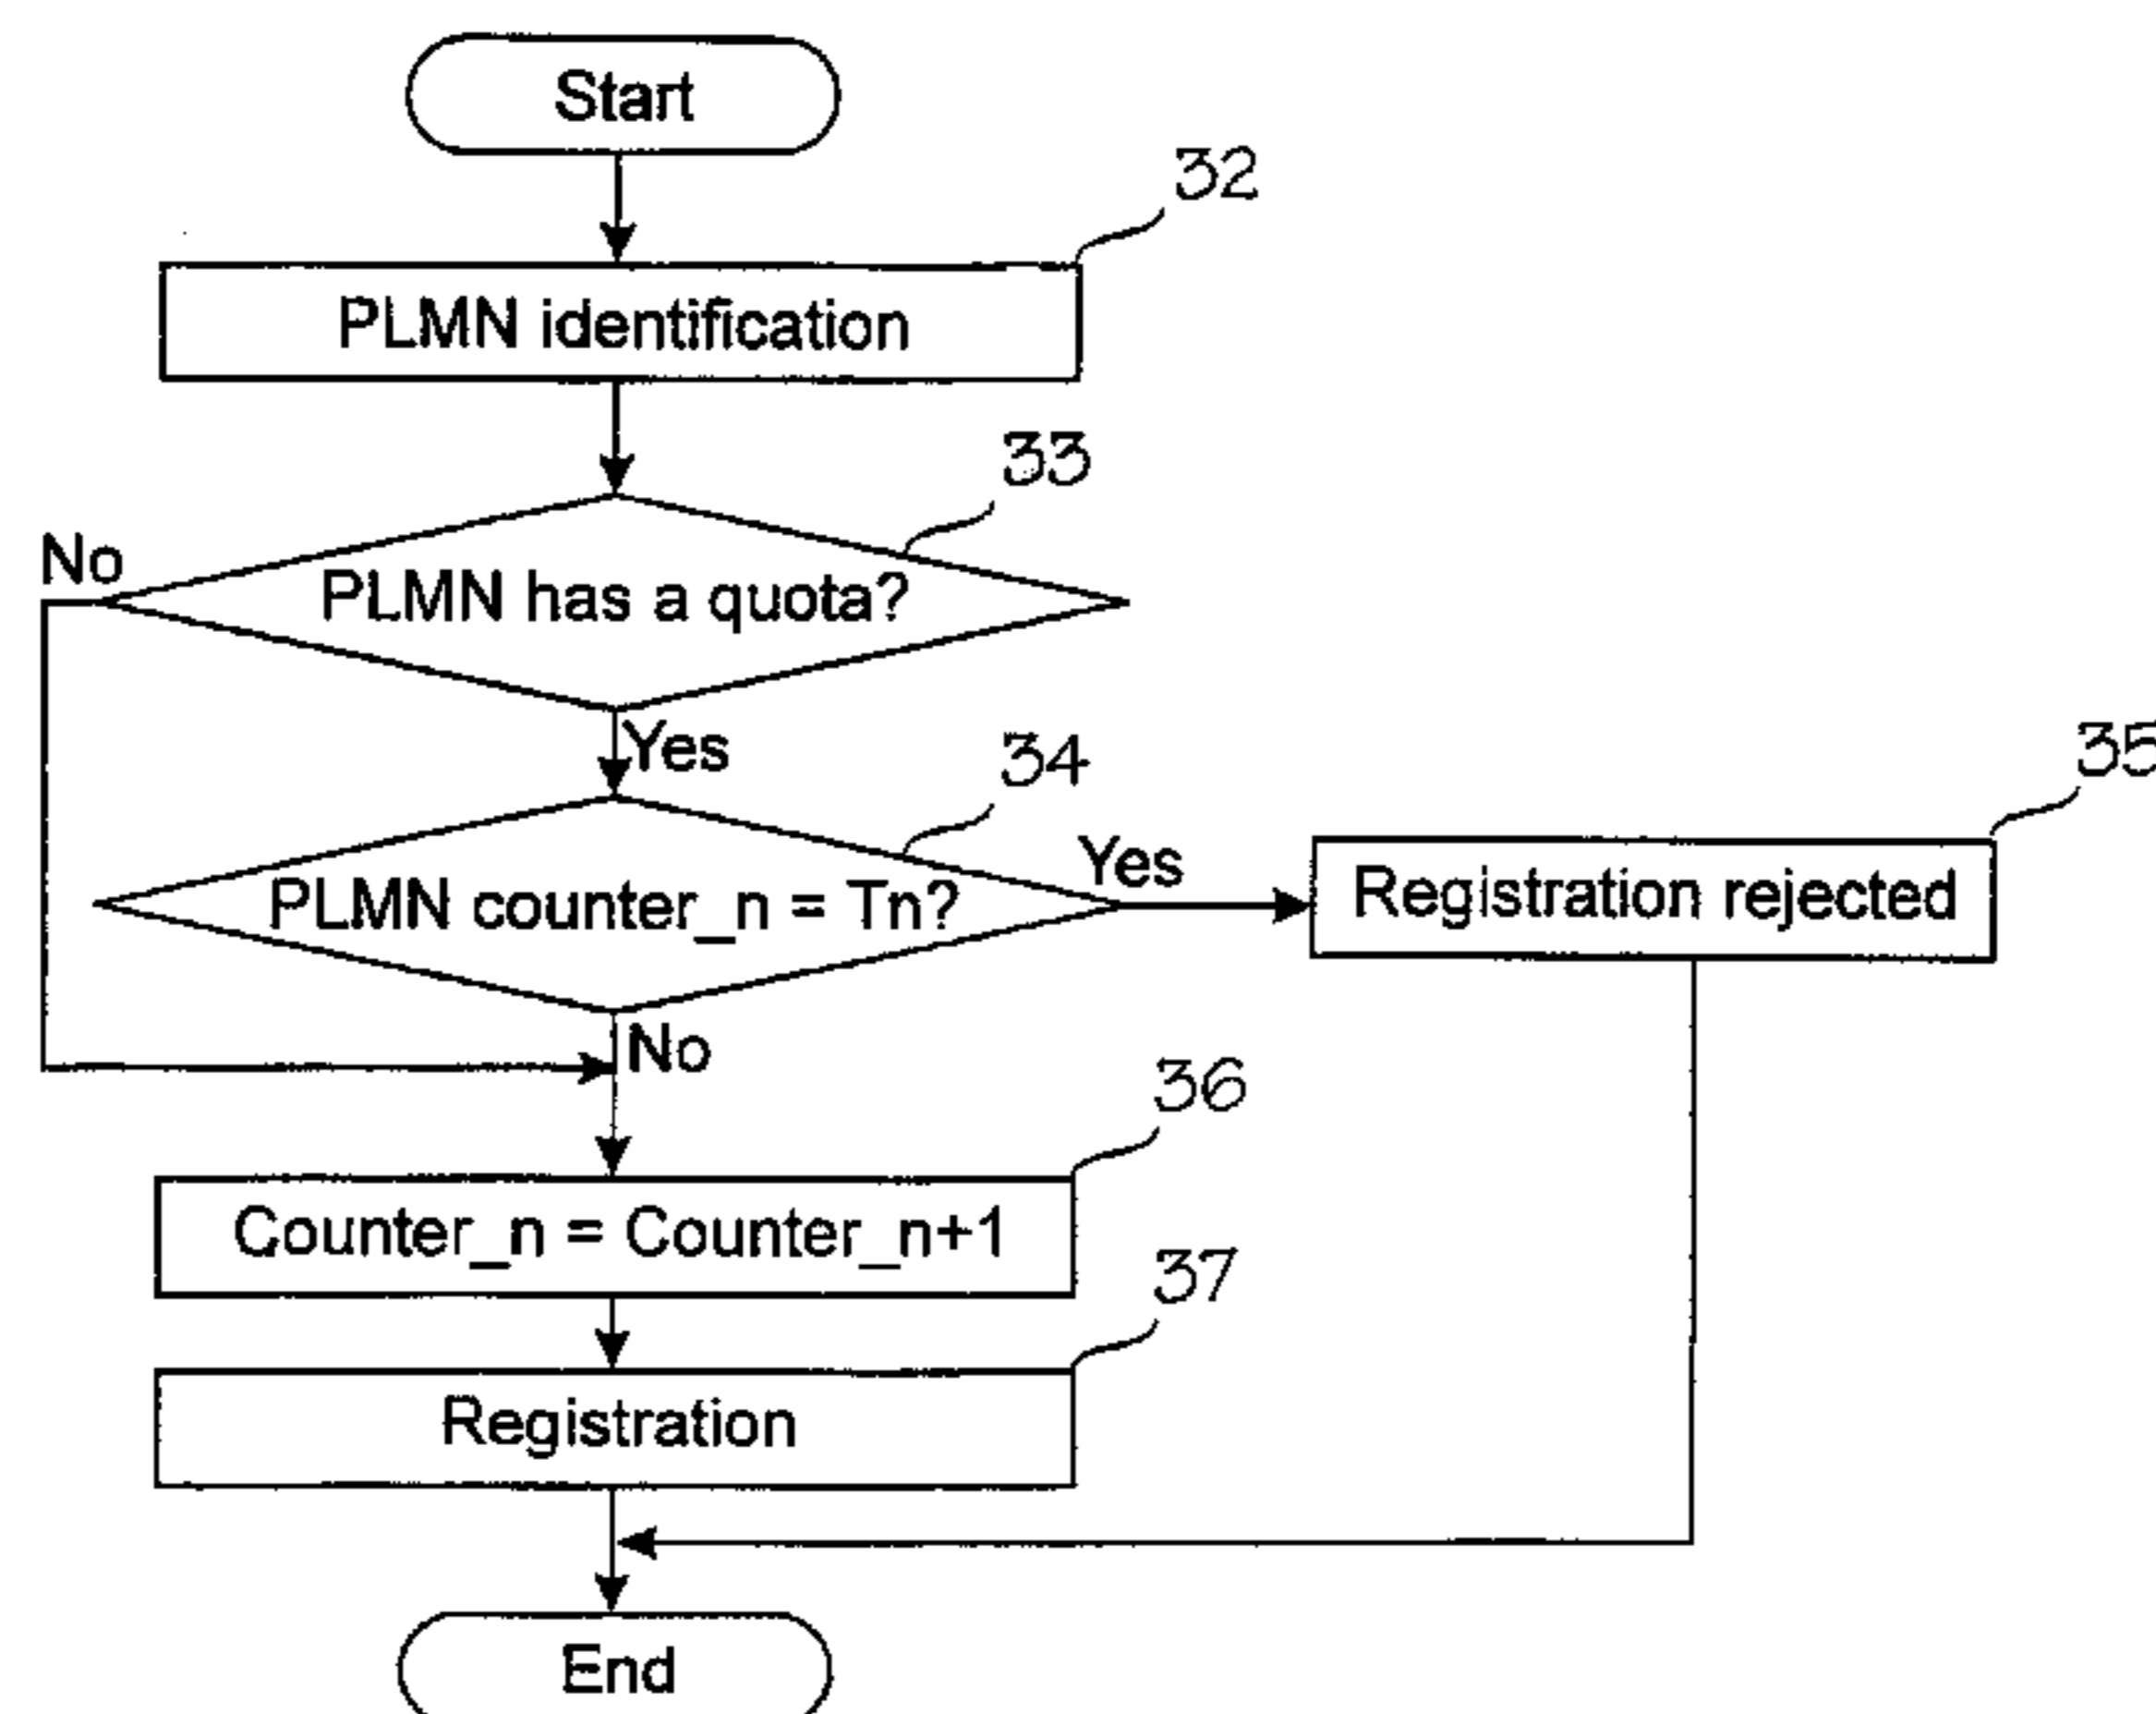 Start
32
PLMN identification
33
No
PLMN has a quota?
Yes
34
35
Yes
PLMN counter_n = Tn?
Registration rejected
No
36
Counter_n = Counter_n+1
37
Registration
End